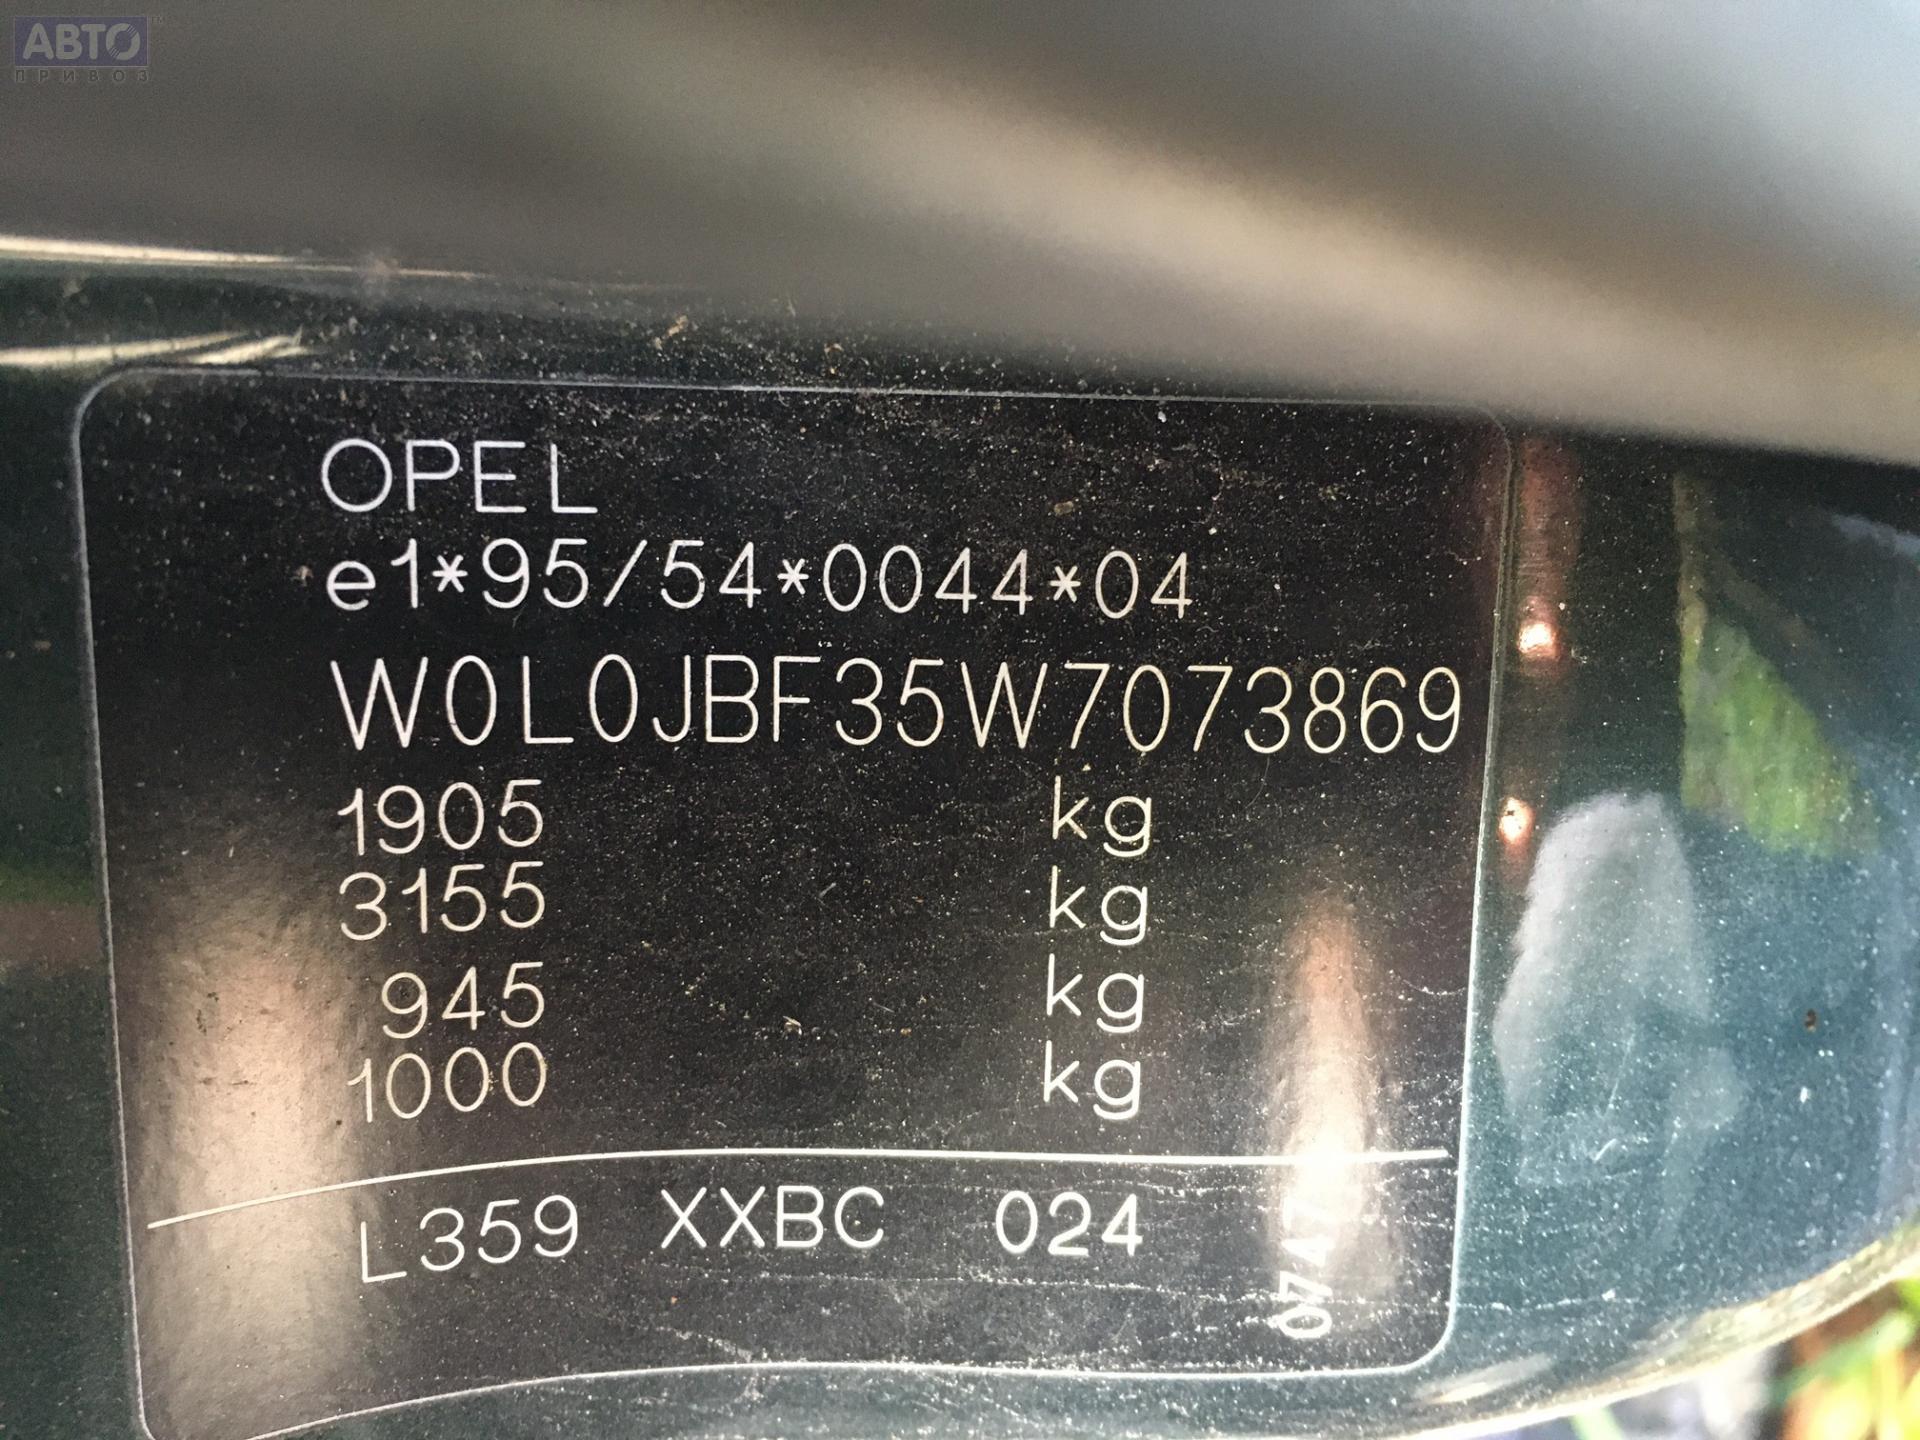 АВТО
ПРИВОЗ
OPEL
e1*95/54*0044*04
W0L0JBF35W7073869
1905 kg
3155 kg
945 kg
1000 kg
L359 XXBC 024
07A7